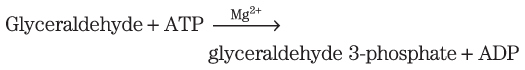 Glyceraldehyde + ATP Mg²⁺ →
glyceraldehyde 3-phosphate + ADP